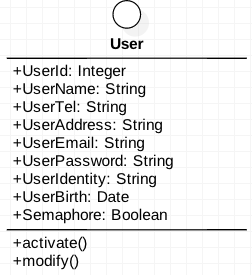 User
+UserId: Integer
+UserName: String
+UserTel: String
+UserAddress: String
+UserEmail: String
+UserPassword: String
+UserIdentity: String
+UserBirth: Date
+Semaphore: Boolean
+activate()
+modify()